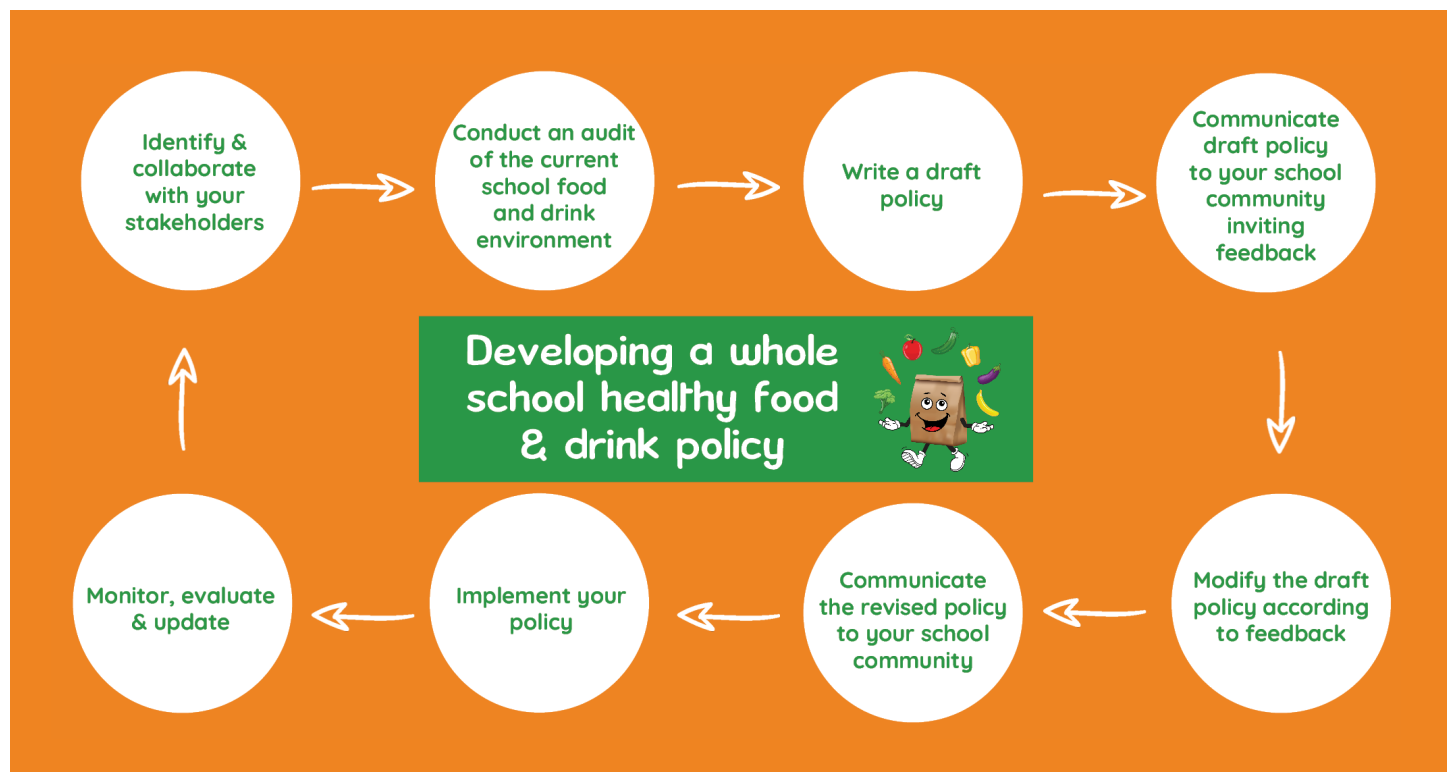 Identify &
collaborate
with your
stakeholders
Conduct an audit
of the current
school food
and drink
environment
Write a draft
policy
Communicate
draft policy
to your school
community
inviting
feedback
Developing a whole
school healthy food
& drink policy
Modify the draft
policy according
to feedback
Communicate
the revised policy
to your school
community
Implement your
policy
Monitor, evaluate
& update